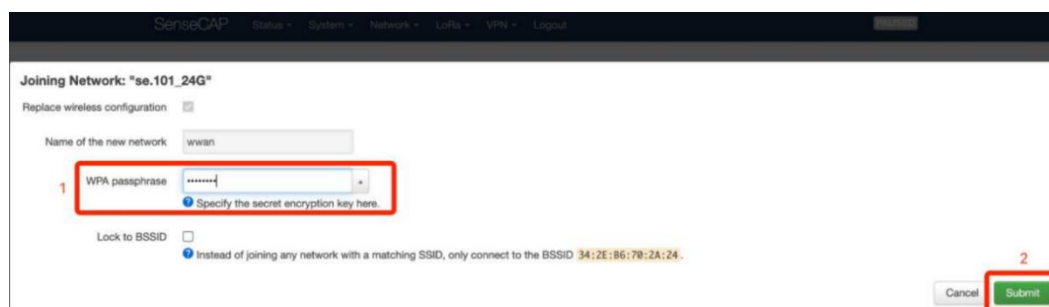 SenseCAP Status System Network LoRa VPN Logout PAUSED
Joining Network: "se.101_24G"
Replace wireless configuration
Name of the new network wwan
1 WPA passphrase ••••••••
Specify the secret encryption key here.
Lock to BSSID
Instead of joining any network with a matching SSID, only connect to the BSSID 34:2E:B6:70:2A:24.
2
Cancel Submit